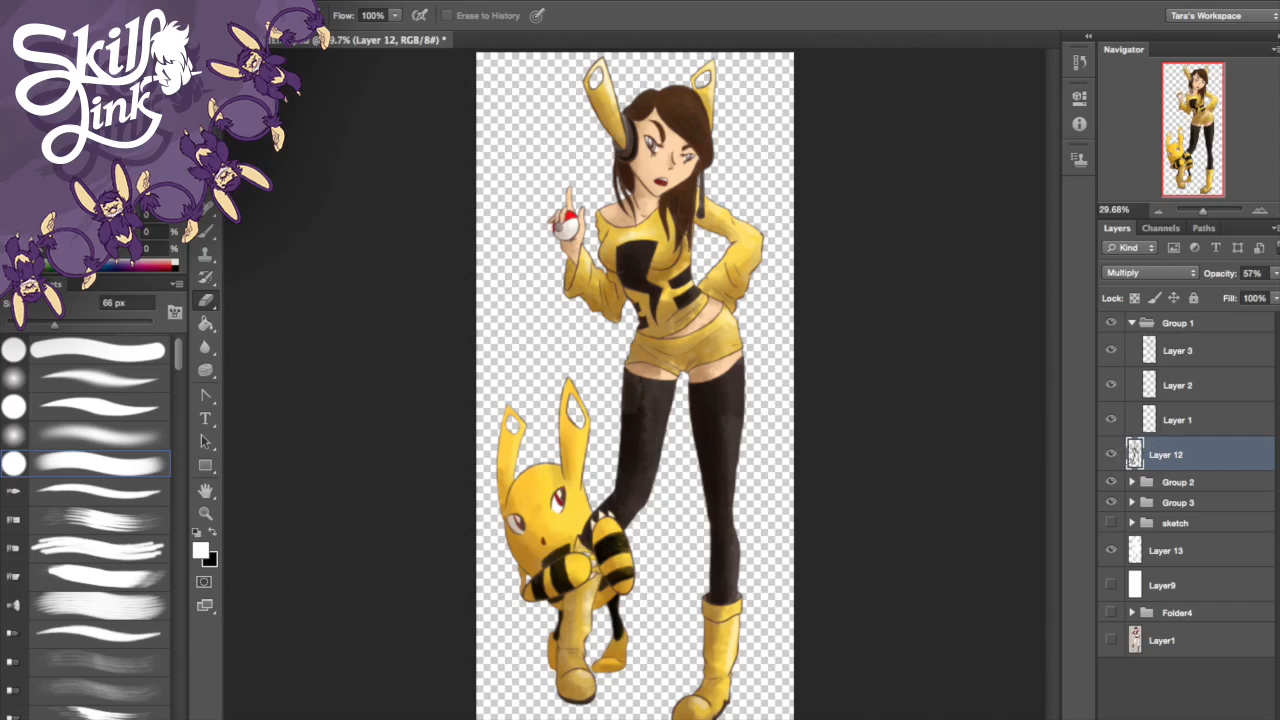 Skill
Link
Flow: 100%
Erase to History
Tara's Workspace
.7% (Layer 12, RGB/8#) *
Navigator
29.68%
Layers
Channels
Paths
Kind
Multiply
Opacity: 57%
Lock:
Fill: 100%
Group 1
Layer 3
Layer 2
Layer 1
Layer 12
Group 2
Group 3
sketch
Layer 13
Layer9
Folder4
Layer1
0 %
0 %
66 px